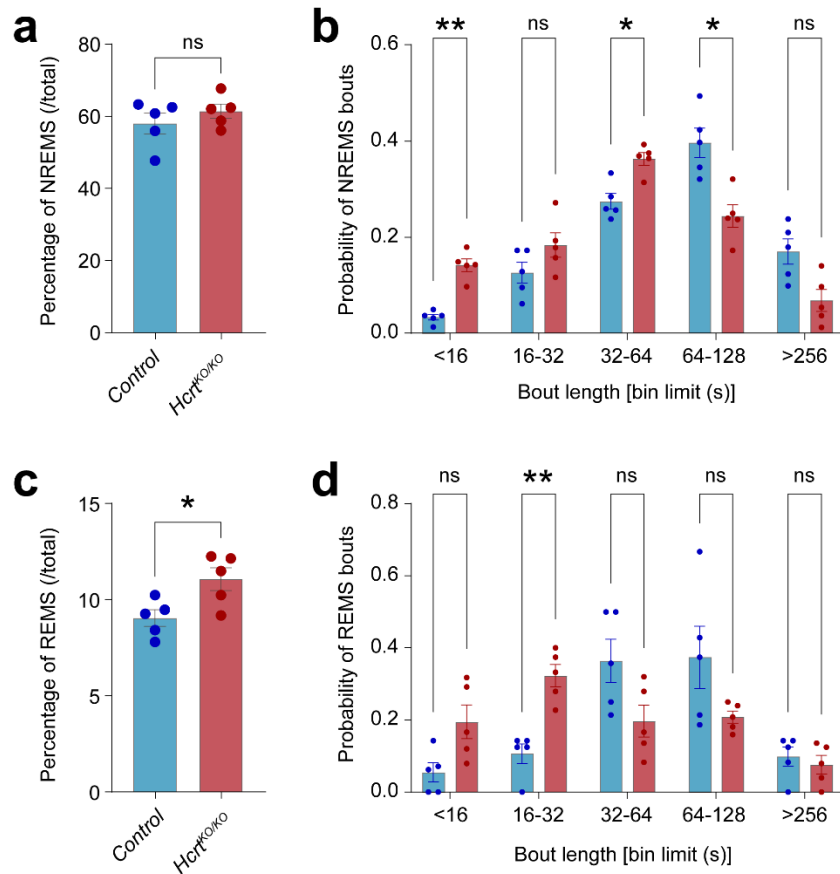 a
ns
80
60
40
20
0
Percentage of NREMS (/total)
Control
Hcrt^KO/KO
b
** ns * * ns
0.6
0.4
0.2
0.0
Probability of NREMS bouts
<16 16-32 32-64 64-128 >256
Bout length [bin limit (s)]
c
*
15
10
5
0
Percentage of REMS (/total)
Control
Hcrt^KO/KO
d
ns ** ns ns ns
0.8
0.6
0.4
0.2
0.0
Probability of REMS bouts
<16 16-32 32-64 64-128 >256
Bout length [bin limit (s)]